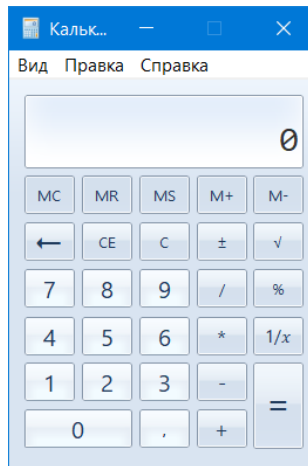 Кальк...
Вид Правка Справка
0
MC MR MS M+ M-
← CE C ± √
7 8 9 / %
4 5 6 * 1/x
1 2 3 - =
0 , +